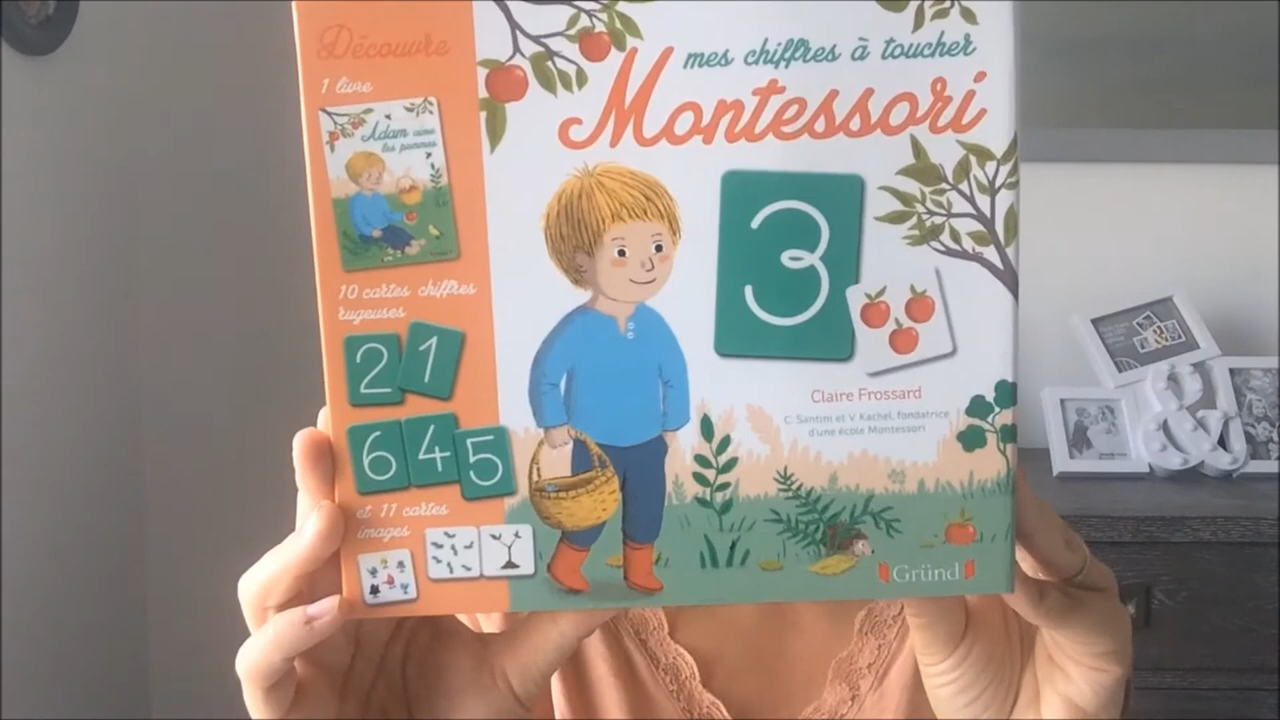 Découvre
1 livre
Adam aime
les pommes
10 cartes chiffres
rugueuses
2 1
6 4 5
et 11 cartes
images
mes chiffres à toucher
Montessori
3
Claire Frossard
C. Santini et V. Kachel, fondatrice
d'une école Montessori
Gründ
&